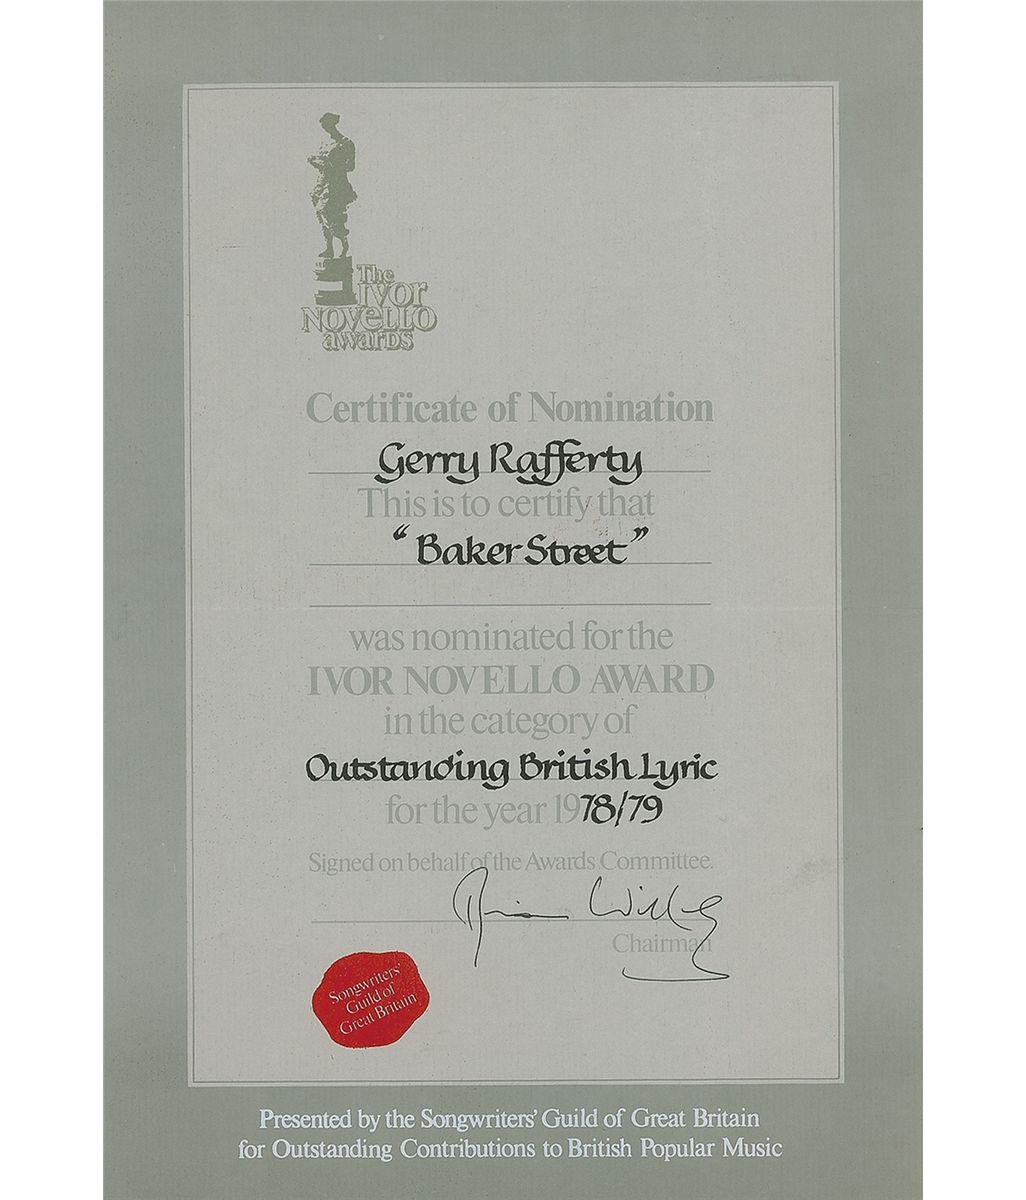 The
IVOR
NOVELLO
awards
Certificate of Nomination
Gerry Rafferty
This is to certify that
“Baker Street”
was nominated for the
IVOR NOVELLO AWARD
in the category of
Outstanding British Lyric
for the year 1978/79
Signed on behalf of the Awards Committee.
Chairman
Songwriters'
Guild of
Great Britain
Presented by the Songwriters' Guild of Great Britain
for Outstanding Contributions to British Popular Music